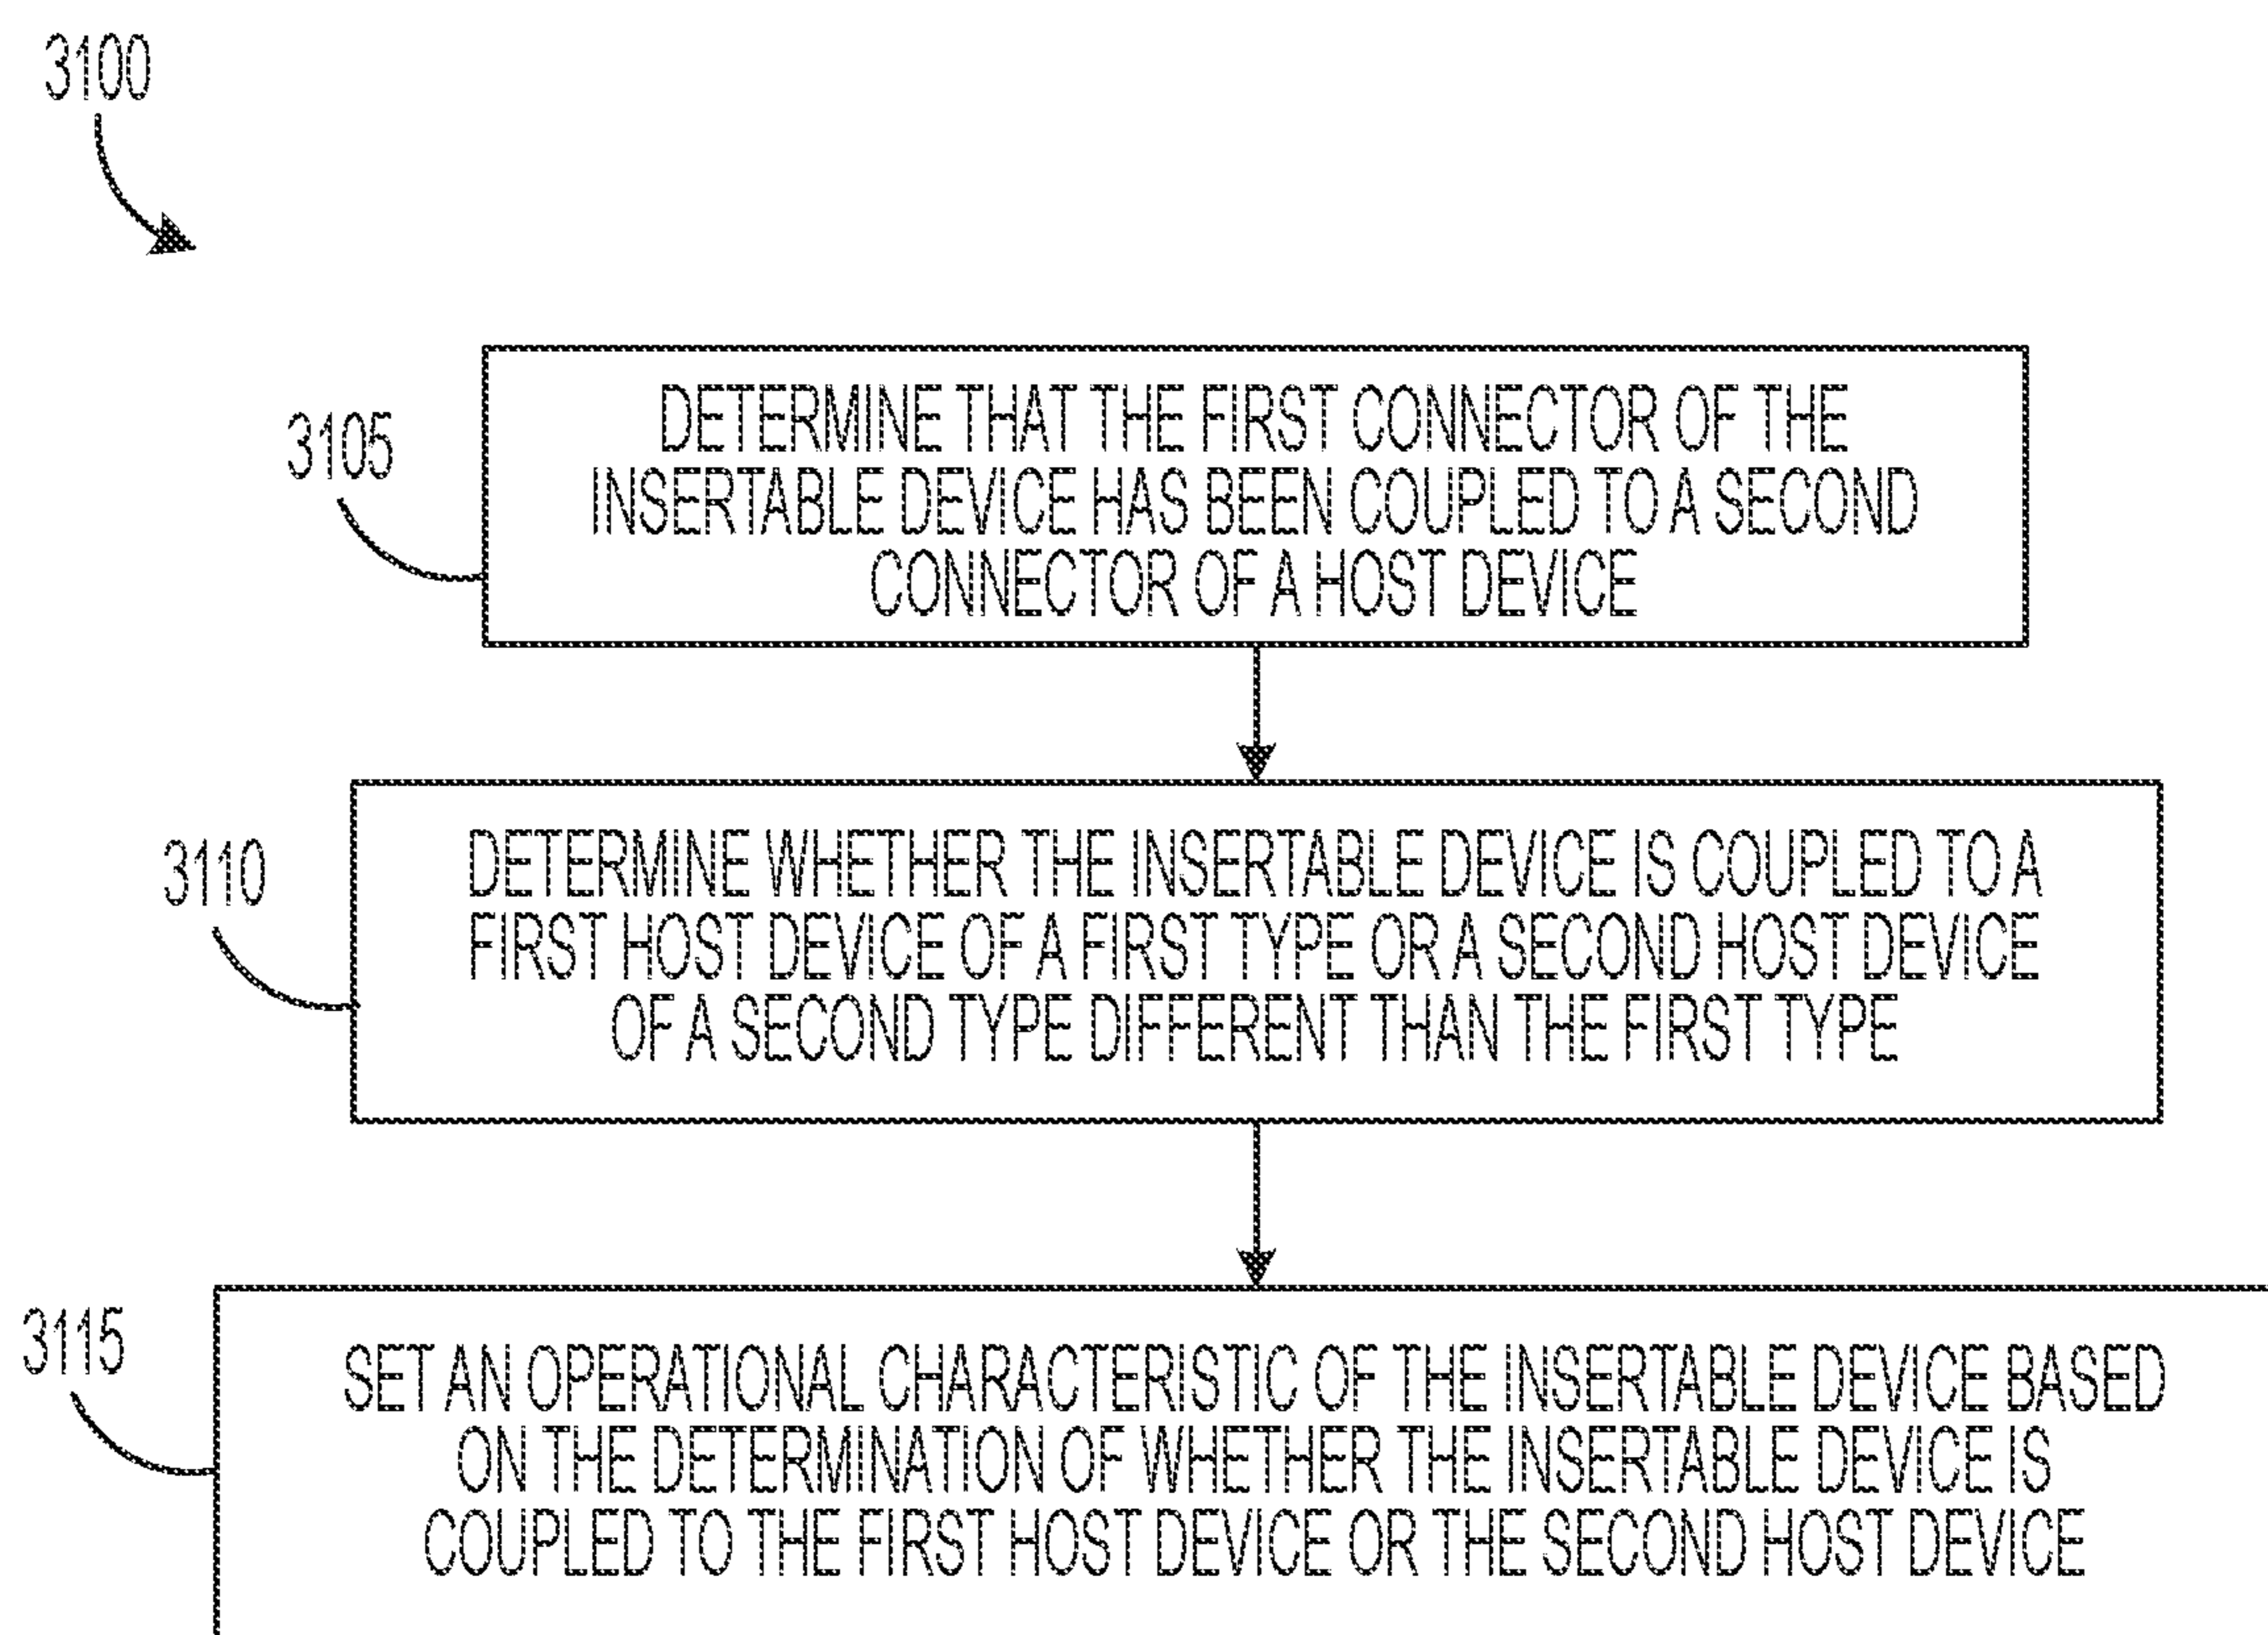 3100
3105
DETERMINE THAT THE FIRST CONNECTOR OF THE
INSERTABLE DEVICE HAS BEEN COUPLED TO A SECOND
CONNECTOR OF A HOST DEVICE
3110
DETERMINE WHETHER THE INSERTABLE DEVICE IS COUPLED TO A
FIRST HOST DEVICE OF A FIRST TYPE OR A SECOND HOST DEVICE
OF A SECOND TYPE DIFFERENT THAN THE FIRST TYPE
3115
SET AN OPERATIONAL CHARACTERISTIC OF THE INSERTABLE DEVICE BASED
ON THE DETERMINATION OF WHETHER THE INSERTABLE DEVICE IS
COUPLED TO THE FIRST HOST DEVICE OR THE SECOND HOST DEVICE